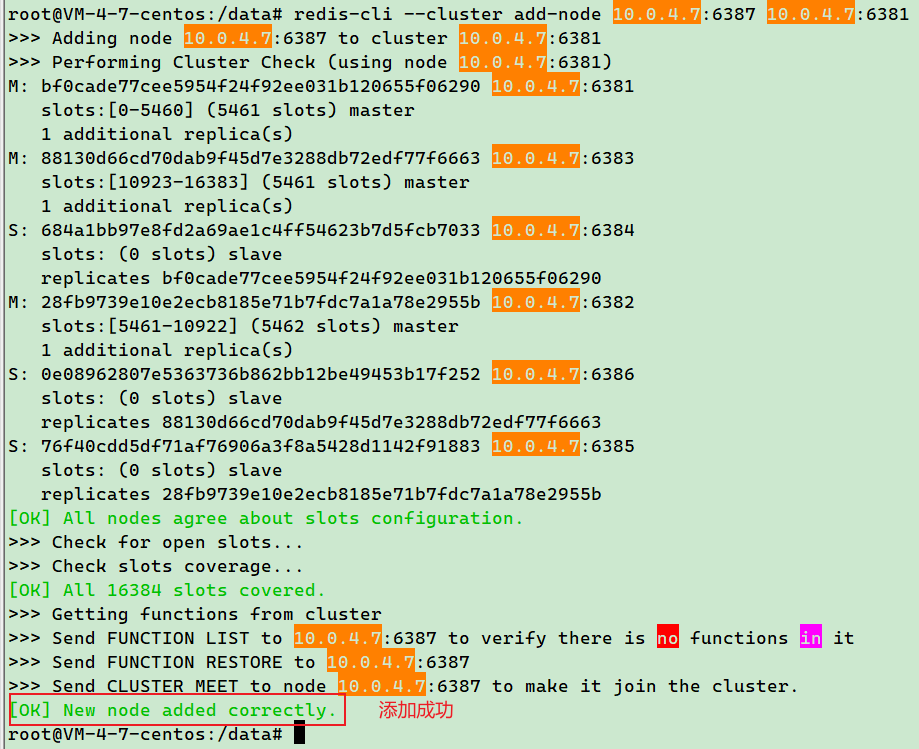 root@VM-4-7-centos:/data# redis-cli --cluster add-node 10.0.4.7:6387 10.0.4.7:6381
>>> Adding node 10.0.4.7:6387 to cluster 10.0.4.7:6381
>>> Performing Cluster Check (using node 10.0.4.7:6381)
M: bf0cade77cee5954f24f92ee031b120655f06290 10.0.4.7:6381
   slots:[0-5460] (5461 slots) master
   1 additional replica(s)
M: 88130d66cd70dab9f45d7e3288db72edf77f6663 10.0.4.7:6383
   slots:[10923-16383] (5461 slots) master
   1 additional replica(s)
S: 684a1bb97e8fd2a69ae1c4ff54623b7d5fcb7033 10.0.4.7:6384
   slots: (0 slots) slave
   replicates bf0cade77cee5954f24f92ee031b120655f06290
M: 28fb9739e10e2ecb8185e71b7fdc7a1a78e2955b 10.0.4.7:6382
   slots:[5461-10922] (5462 slots) master
   1 additional replica(s)
S: 0e08962807e5363736b862bb12be49453b17f252 10.0.4.7:6386
   slots: (0 slots) slave
   replicates 88130d66cd70dab9f45d7e3288db72edf77f6663
S: 76f40cdd5df71af76906a3f8a5428d1142f91883 10.0.4.7:6385
   slots: (0 slots) slave
   replicates 28fb9739e10e2ecb8185e71b7fdc7a1a78e2955b
[OK] All nodes agree about slots configuration.
>>> Check for open slots...
>>> Check slots coverage...
[OK] All 16384 slots covered.
>>> Getting functions from cluster
>>> Send FUNCTION LIST to 10.0.4.7:6387 to verify there is no functions in it
>>> Send FUNCTION RESTORE to 10.0.4.7:6387
>>> Send CLUSTER MEET to node 10.0.4.7:6387 to make it join the cluster.
[OK] New node added correctly. 添加成功
root@VM-4-7-centos:/data#